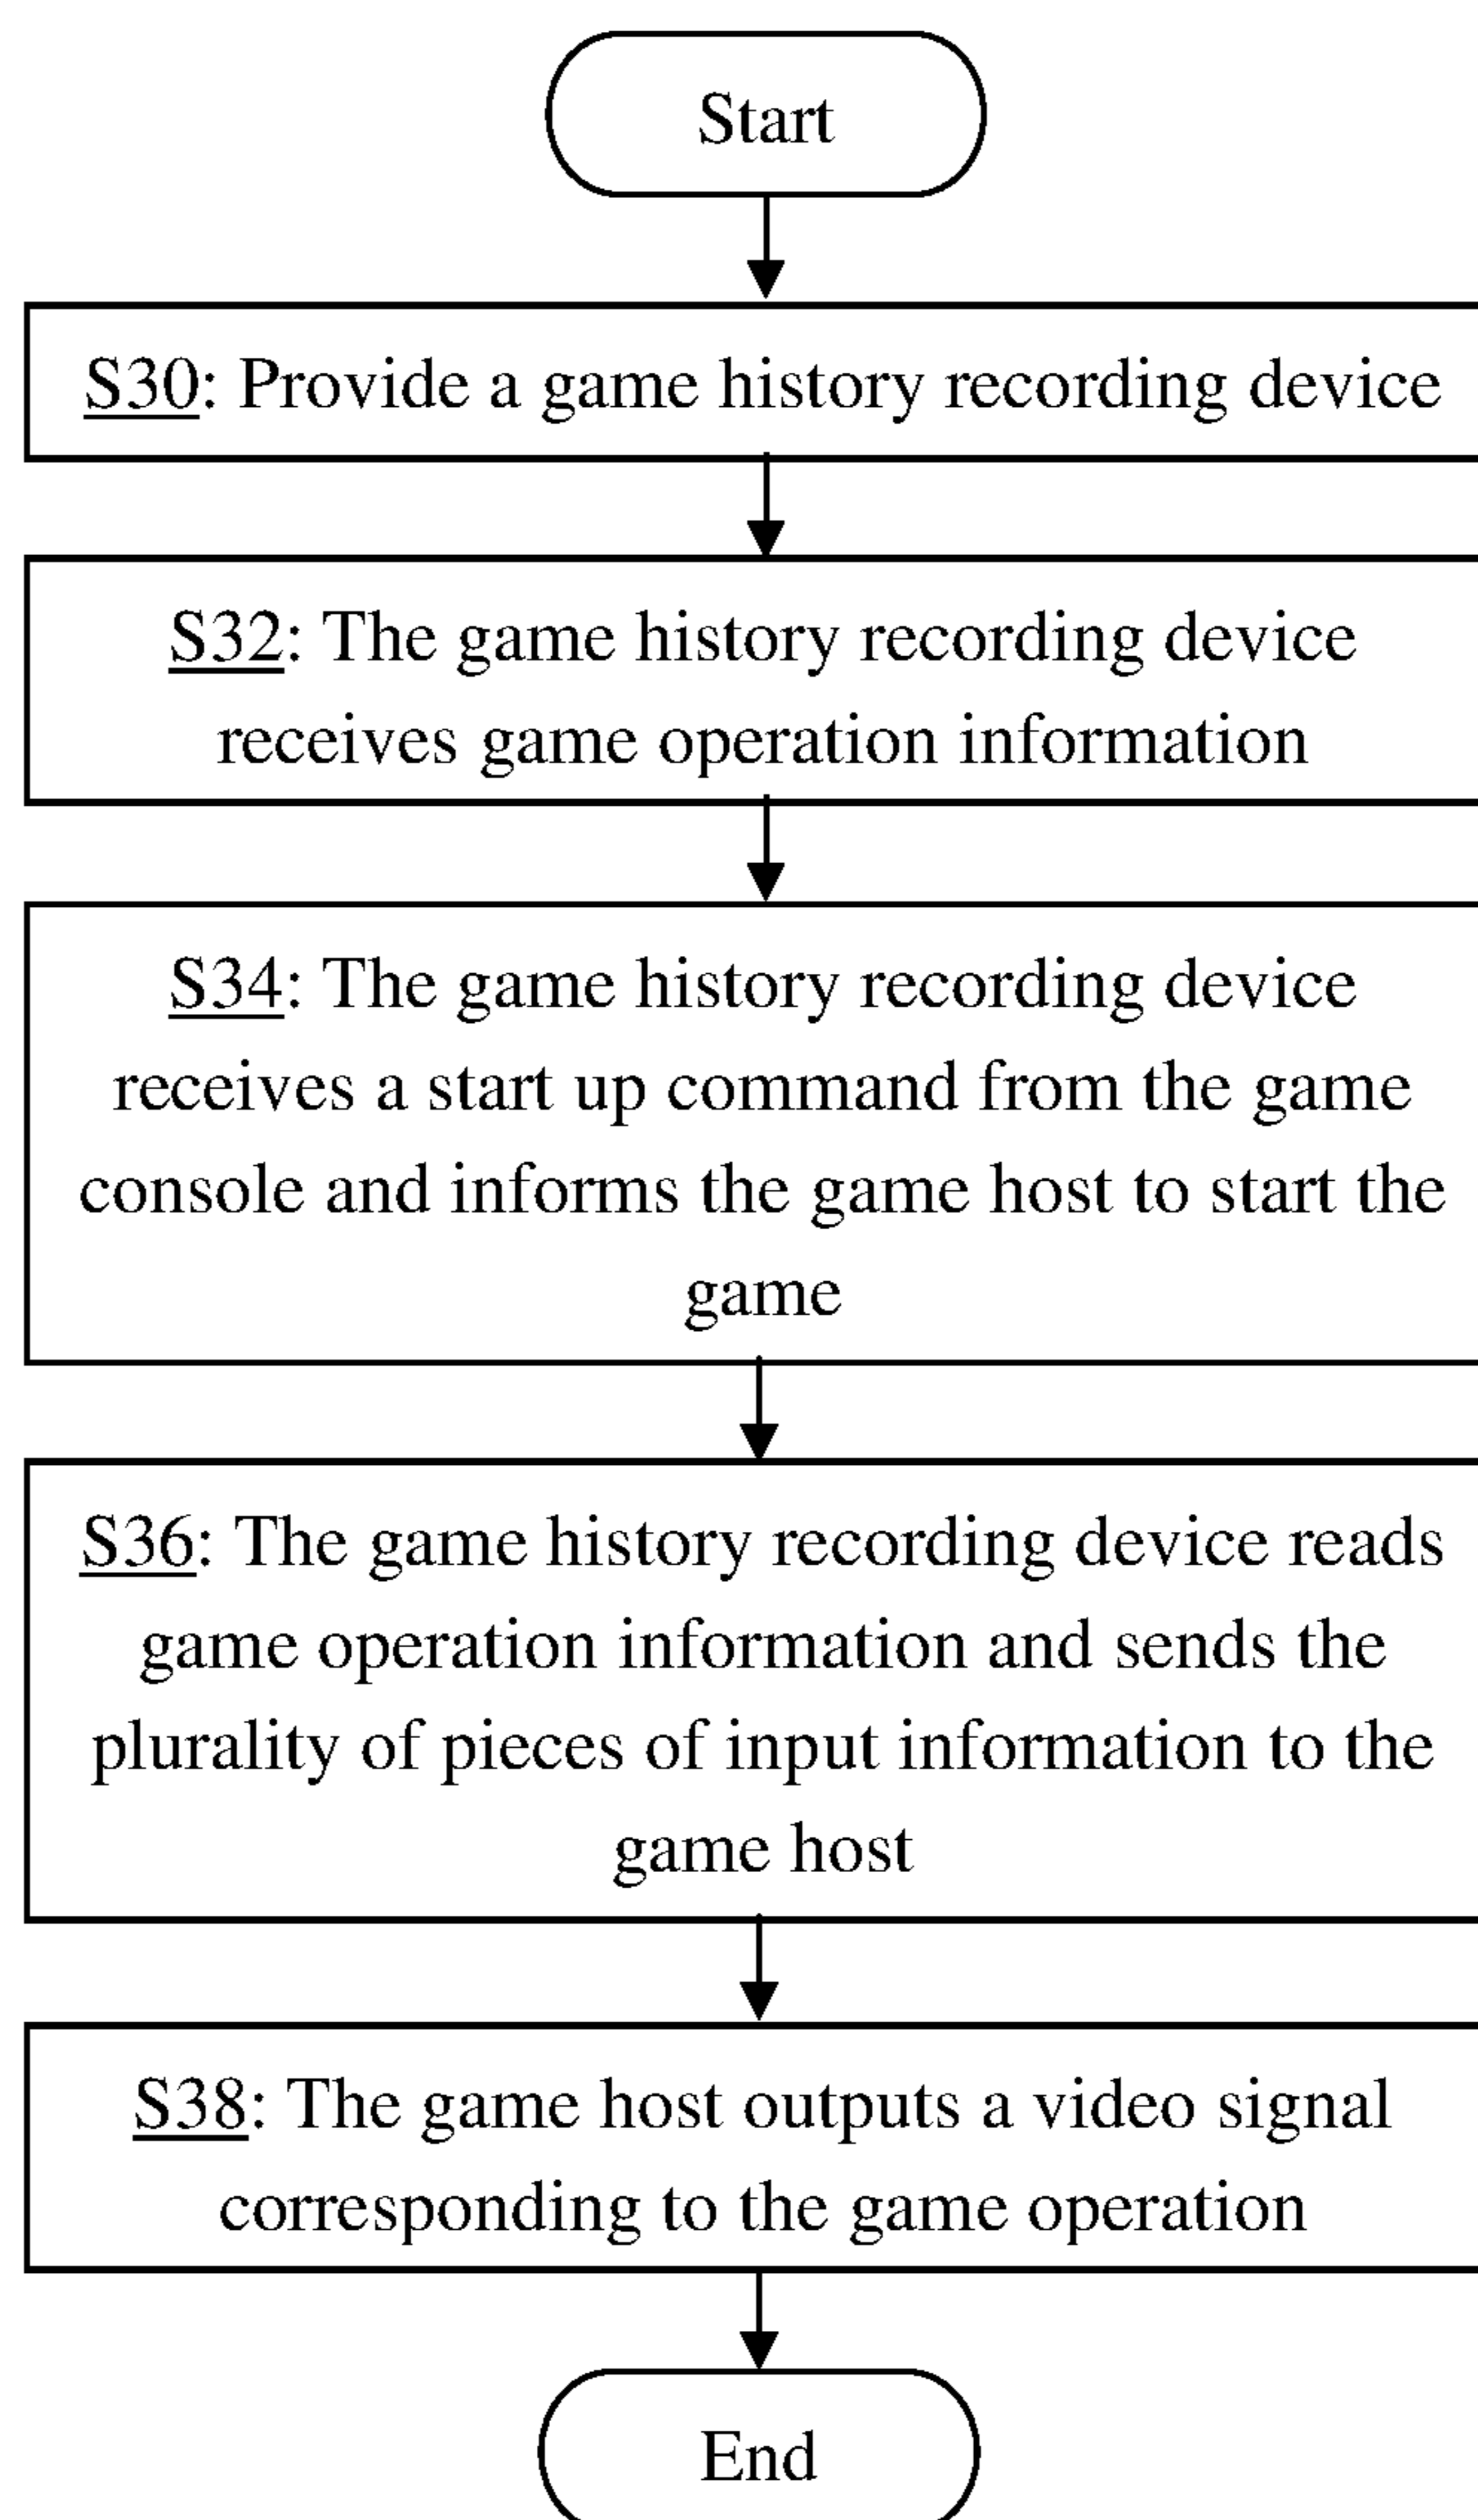 Start
S30: Provide a game history recording device
S32: The game history recording device
receives game operation information
S34: The game history recording device
receives a start up command from the game
console and informs the game host to start the
game
S36: The game history recording device reads
game operation information and sends the
plurality of pieces of input information to the
game host
S38: The game host outputs a video signal
corresponding to the game operation
End